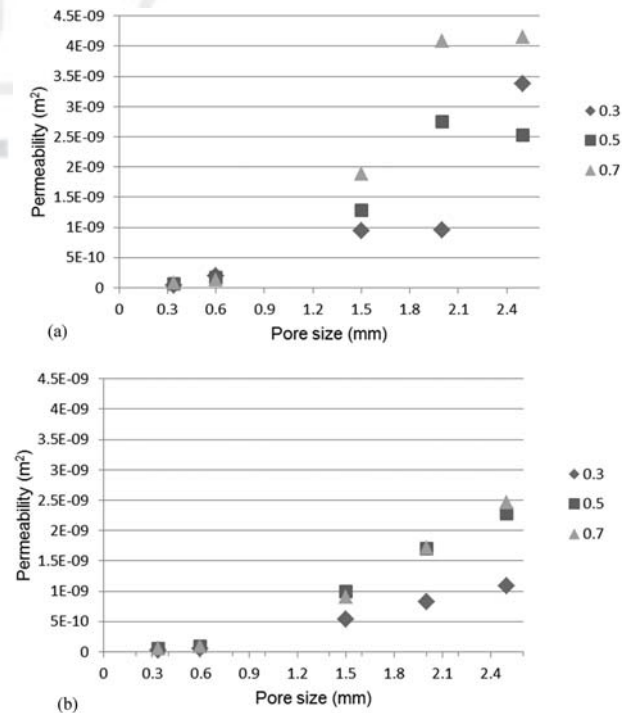 4.5E-09
4E-09
3.5E-09
3E-09
2.5E-09
2E-09
1.5E-09
1E-09
5E-10
0
Permeability (m²)
0 0.3 0.6 0.9 1.2 1.5 1.8 2.1 2.4
Pore size (mm)
0.3
0.5
0.7
(a)
4.5E-09
4E-09
3.5E-09
3E-09
2.5E-09
2E-09
1.5E-09
1E-09
5E-10
0
Permeability (m²)
0 0.3 0.6 0.9 1.2 1.5 1.8 2.1 2.4
Pore size (mm)
0.3
0.5
0.7
(b)